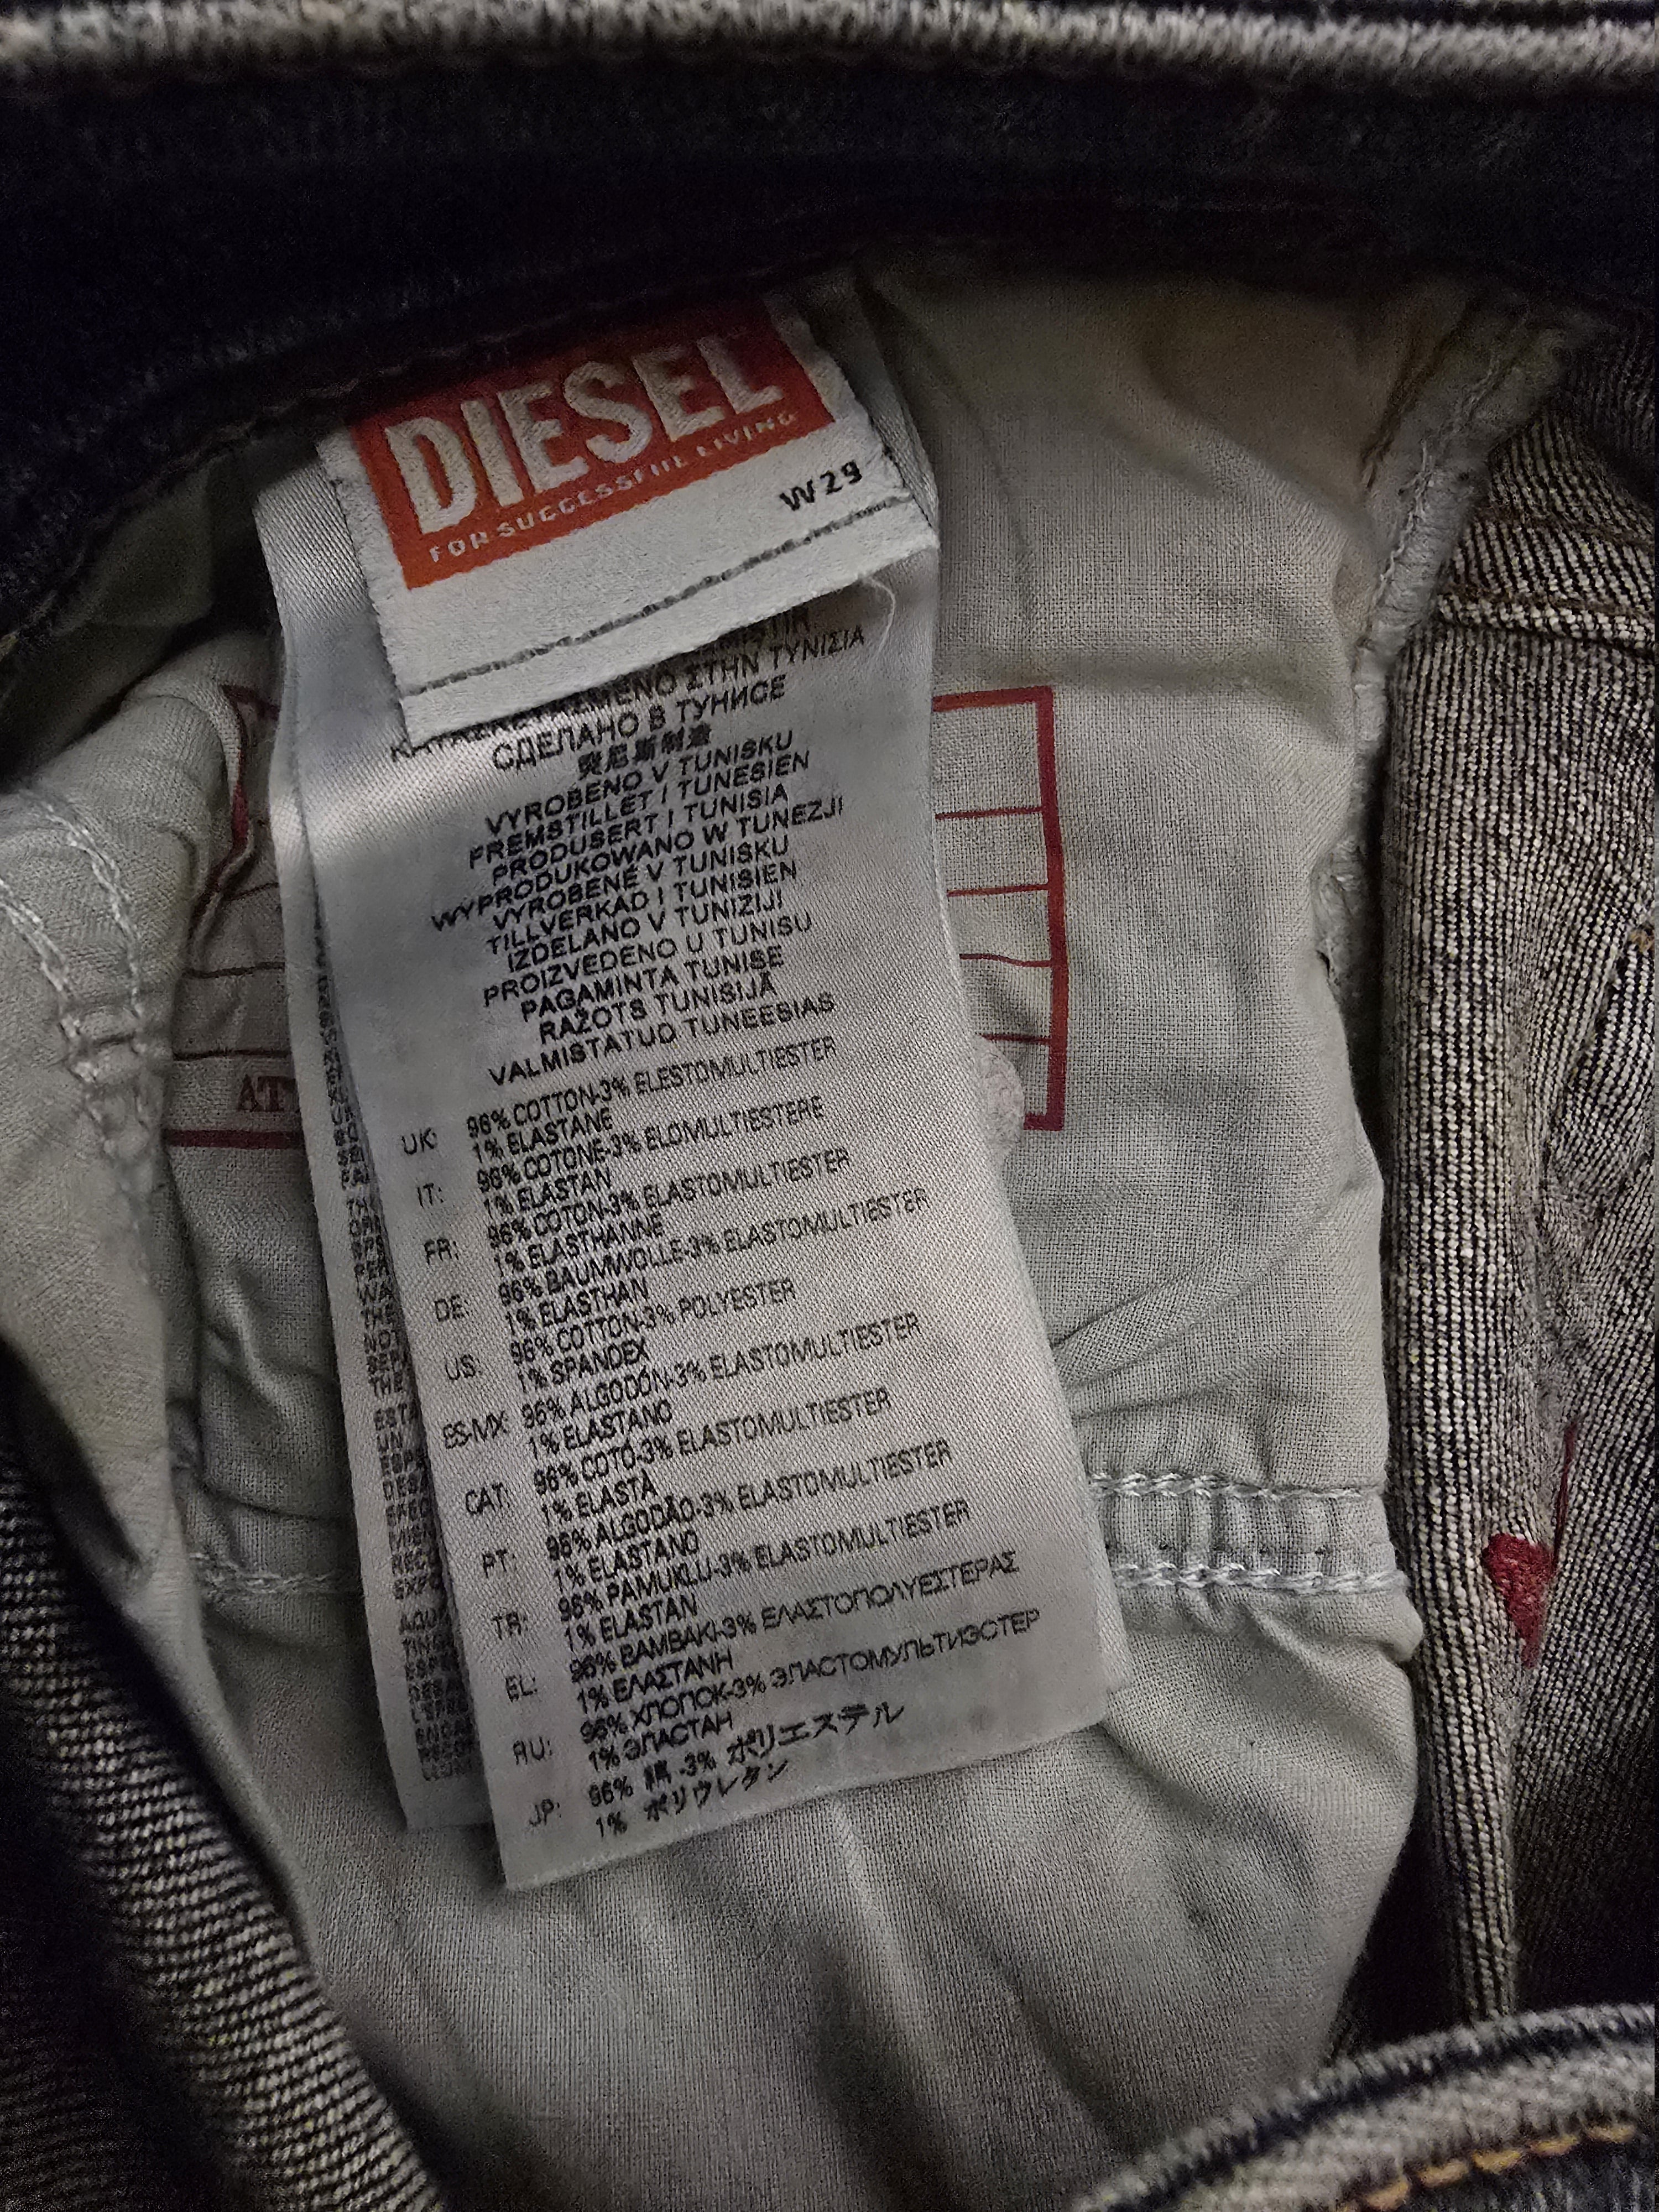 DIESEL
FOR SUCCESSFUL LIVING
W29
ΣΤΗΝ ΤΥΝΙΣΙΑ
СДЕЛАНО В ТУНИСЕ
突尼斯制造
VYROBENO V TUNISKU
FREMSTILLET I TUNESIEN
PRODUSERT I TUNISIA
WYPRODUKOWANO W TUNEZJI
VYROBENÉ V TUNISKU
TILLVERKAD I TUNISIEN
IZDELANO V TUNIZIJI
PROIZVEDENO U TUNISU
PAGAMINTA TUNISE
RAŽOTS TUNISIJĀ
VALMISTATUD TUNEESIAS
UK: 96% COTTON-3% ELESTOMULTIESTER
1% ELASTANE
IT: 96% COTONE-3% ELOMULTIESTERE
1% ELASTAN
FR: 96% COTON-3% ELASTOMULTIESTER
1% ELASTHANNE
DE: 96% BAUMWOLLE-3% ELASTOMULTIESTER
1% ELASTHAN
US: 96% COTTON-3% POLYESTER
1% SPANDEX
ES-MX: 96% ALGODÓN-3% ELASTOMULTIESTER
1% ELASTANO
CAT: 96% COTÓ-3% ELASTOMULTIESTER
1% ELASTÀ
PT: 96% ALGODÃO-3% ELASTOMULTIESTER
1% ELASTANO
TR: 96% PAMUKLU-3% ELASTOMULTIESTER
1% ELASTAN
EL: 96% ΒΑΜΒΑΚΙ-3% ΕΛΑΣΤΟΠΟΛΥΕΣΤΕΡΑΣ
1% ΕΛΑΣΤΑΝΗ
RU: 96% ХЛОПОК-3% ЭЛАСТОМУЛЬТИЭСТЕР
1% ЭЛАСТАН
JP: 96% 綿 -3% ポリエステル
1% ポリウレタン